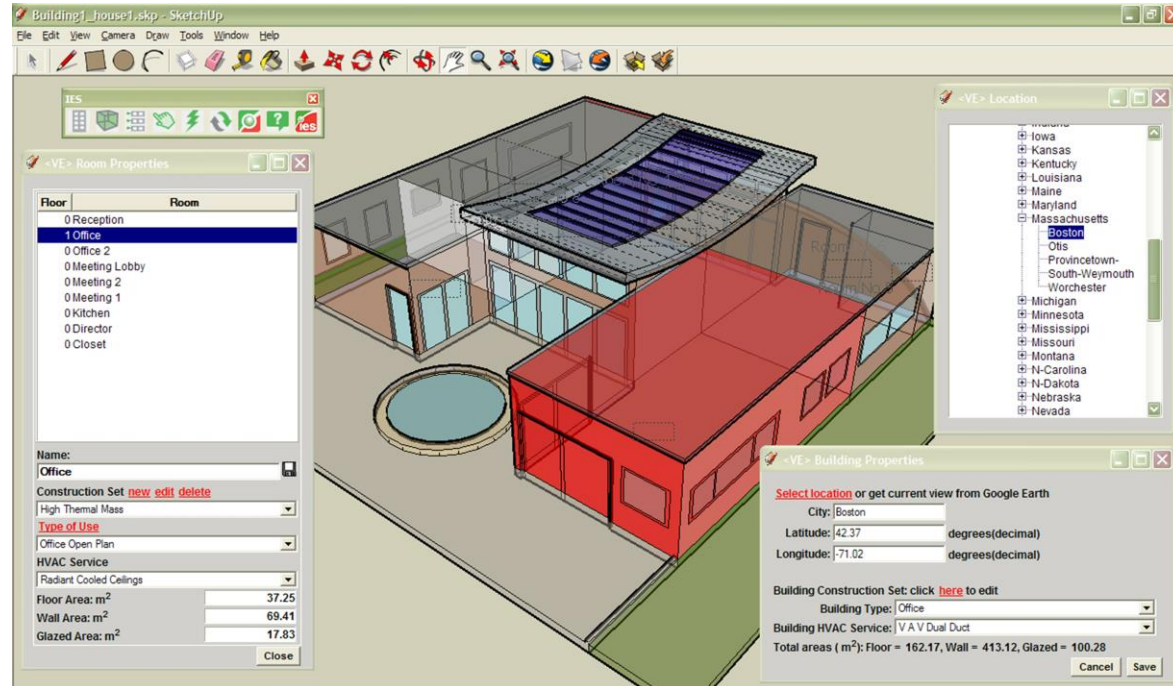 Building1_house1.skp - SketchUp
File Edit View Camera Draw Tools Window Help
IES
ies
<VE> Room Properties
Floor Room
0 Reception
1 Office
0 Office 2
0 Meeting Lobby
0 Meeting 2
0 Meeting 1
0 Kitchen
0 Director
0 Closet
Name:
Office
Construction Set new edit delete
High Thermal Mass
Type of Use
Office Open Plan
HVAC Service
Radiant Cooled Ceilings
Floor Area: m2 37.25
Wall Area: m2 69.41
Glazed Area: m2 17.83
Close
Room
Room No
<VE> Location
Indiana
Iowa
Kansas
Kentucky
Louisiana
Maine
Maryland
Massachusetts
Boston
Otis
Provincetown-
South-Weymouth
Worchester
Michigan
Minnesota
Mississippi
Missouri
Montana
N-Carolina
N-Dakota
Nebraska
Nevada
<VE> Building Properties
Select location or get current view from Google Earth
City: Boston
Latitude: 42.37 degrees(decimal)
Longitude: -71.02 degrees(decimal)
Building Construction Set: click here to edit
Building Type: Office
Building HVAC Service: V A V Dual Duct
Total areas ( m2): Floor = 162.17, Wall = 413.12, Glazed = 100.28
Cancel Save